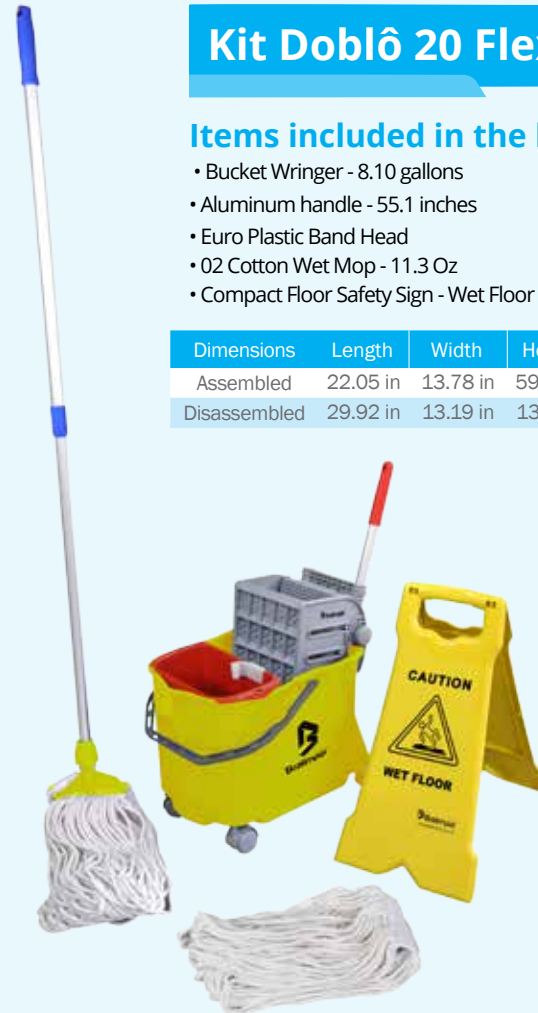 Kit Doblô 20 Fle
Items included in the
• Bucket Wringer - 8.10 gallons
• Aluminum handle - 55.1 inches
• Euro Plastic Band Head
• 02 Cotton Wet Mop - 11.3 Oz
• Compact Floor Safety Sign - Wet Floor
Dimensions Length Width
Assembled 22.05 in 13.78 in 59
Disassembled 29.92 in 13.19 in 13
CAUTION
WET FLOOR